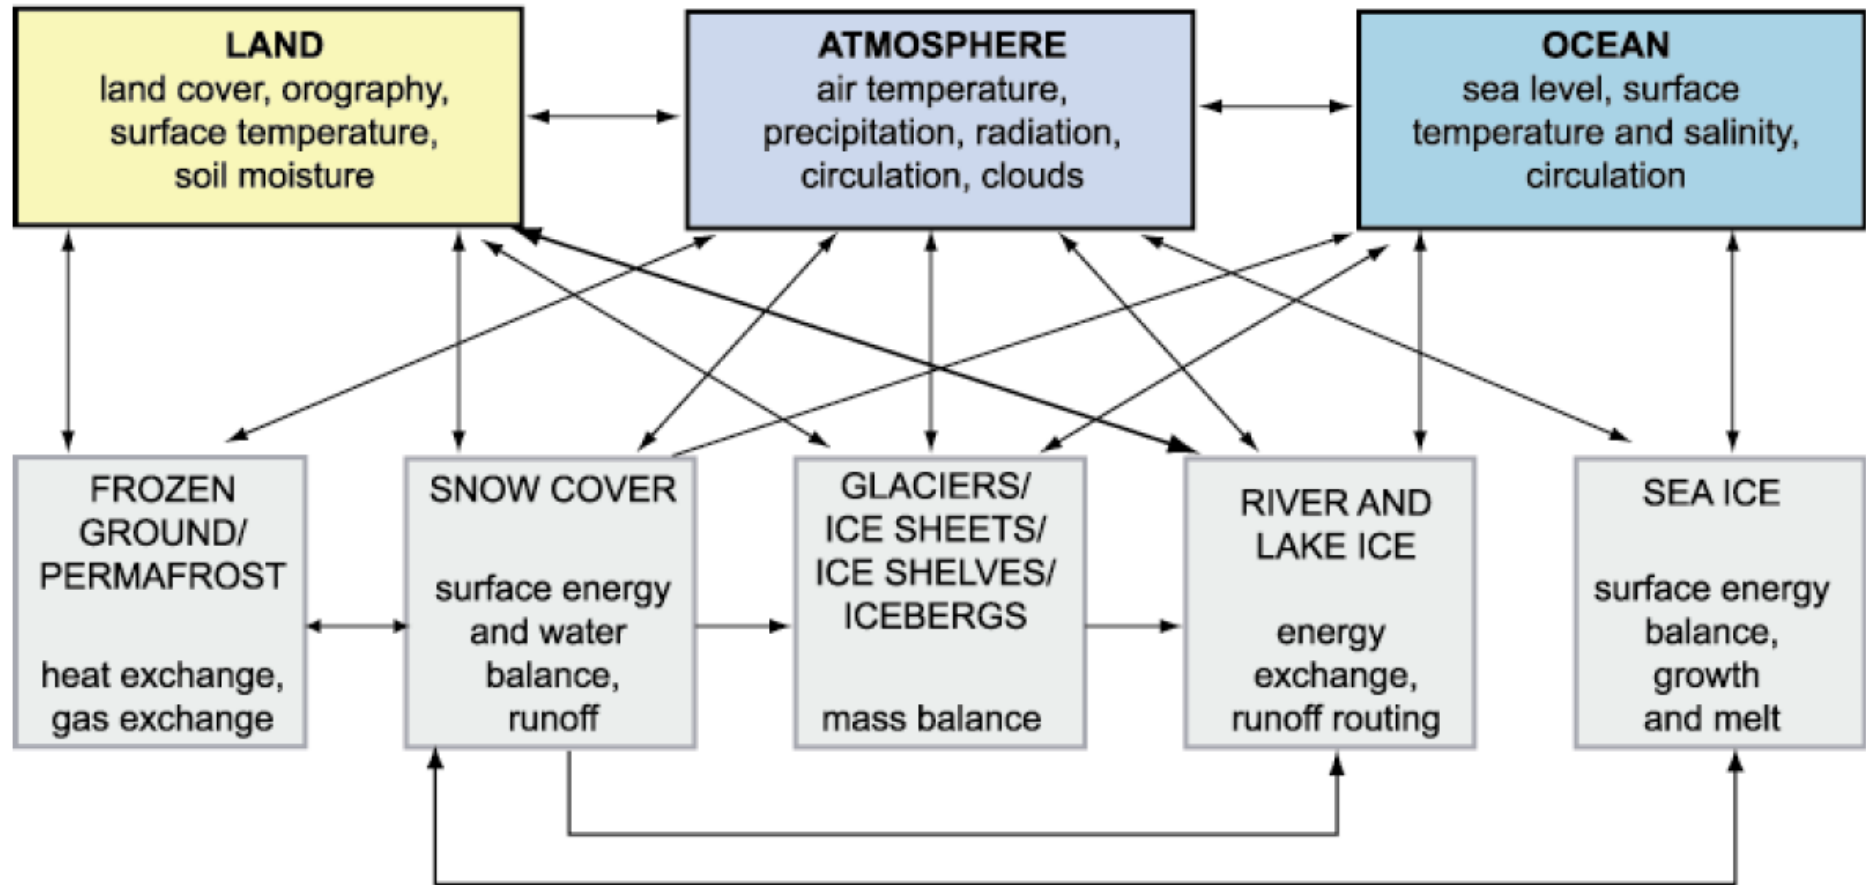 LAND
land cover, orography,
surface temperature,
soil moisture
ATMOSPHERE
air temperature,
precipitation, radiation,
circulation, clouds
OCEAN
sea level, surface
temperature and salinity,
circulation
FROZEN
GROUND/
PERMAFROST
heat exchange,
gas exchange
SNOW COVER
surface energy
and water
balance,
runoff
GLACIERS/
ICE SHEETS/
ICE SHELVES/
ICEBERGS
mass balance
RIVER AND
LAKE ICE
energy
exchange,
runoff routing
SEA ICE
surface energy
balance,
growth
and melt